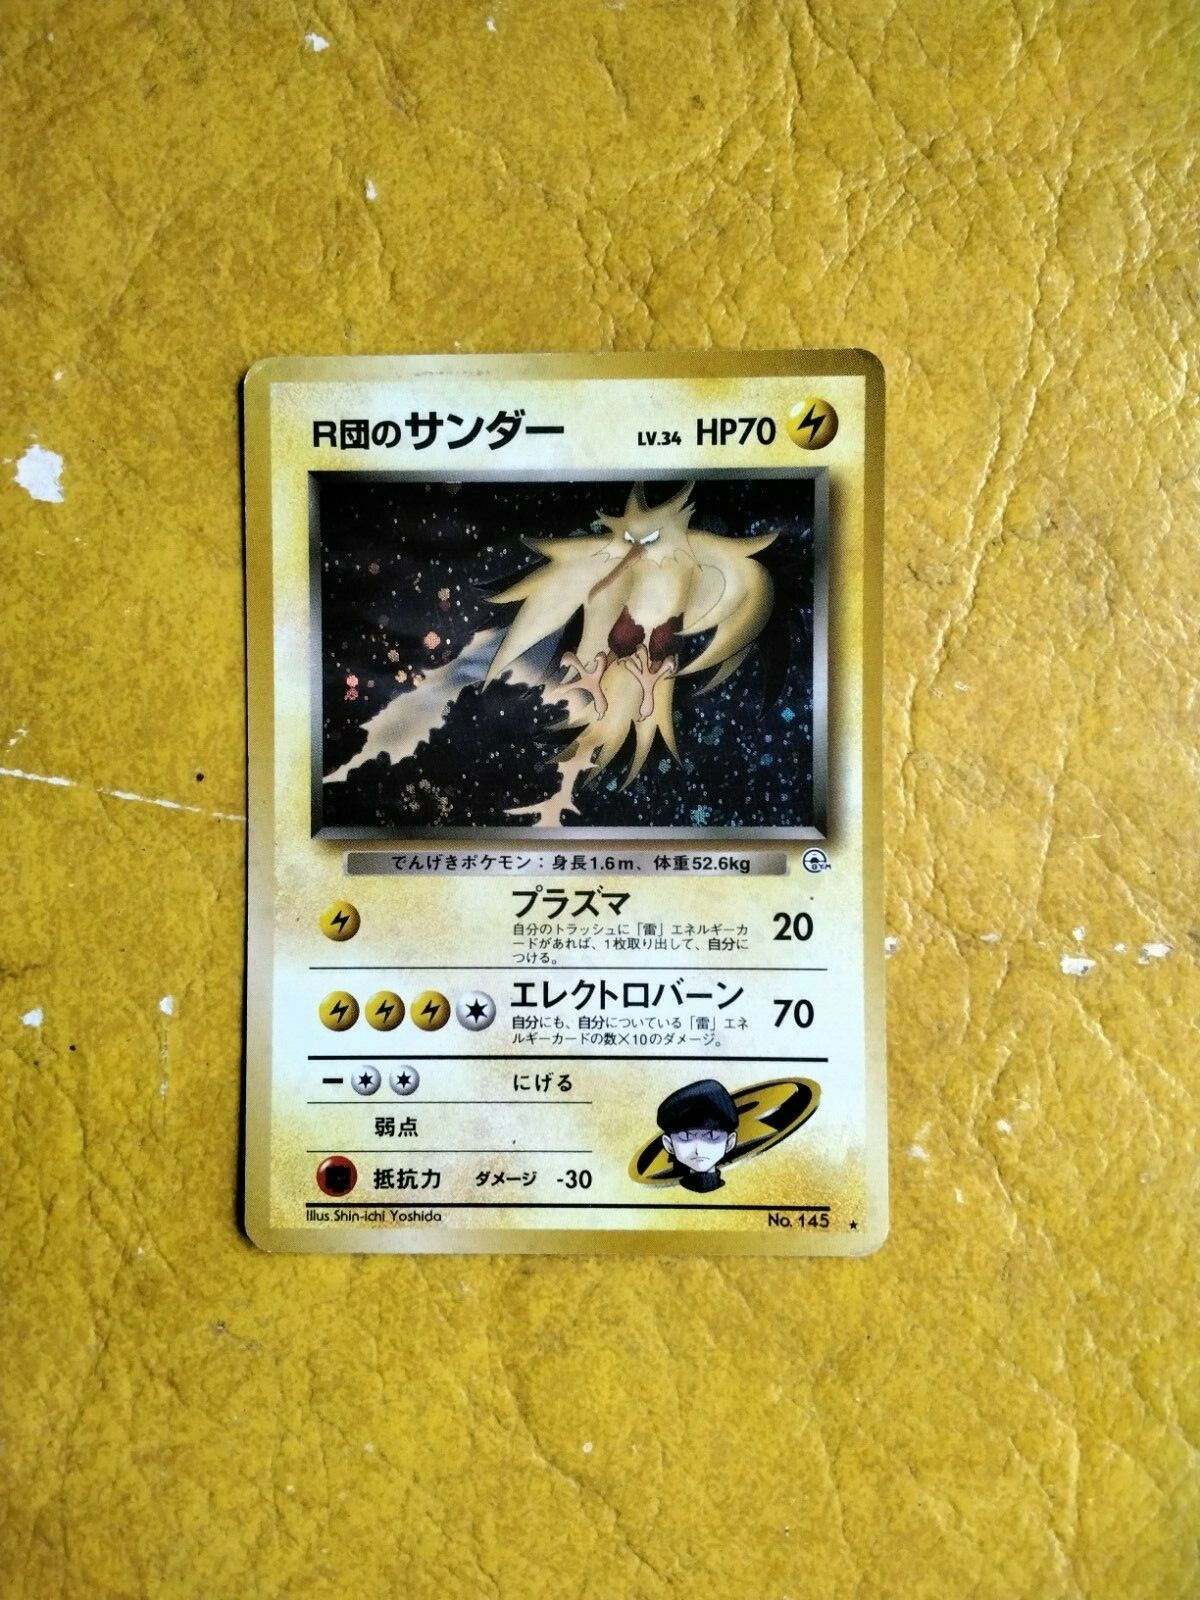 R団のサンダー LV.34 HP70
でんげきポケモン：身長1.6m、体重52.6kg
GYM
プラズマ 20
自分のトラッシュに「雷」エネルギーカ
ードがあれば、1枚取り出して、自分に
つける。
エレクトロバーン 70
自分にも、自分についている「雷」エネ
ルギーカードの数×10のダメージ。
ー にげる
弱点
抵抗力 ダメージ -30
Illus.Shin-ichi Yoshida No. 145 ★